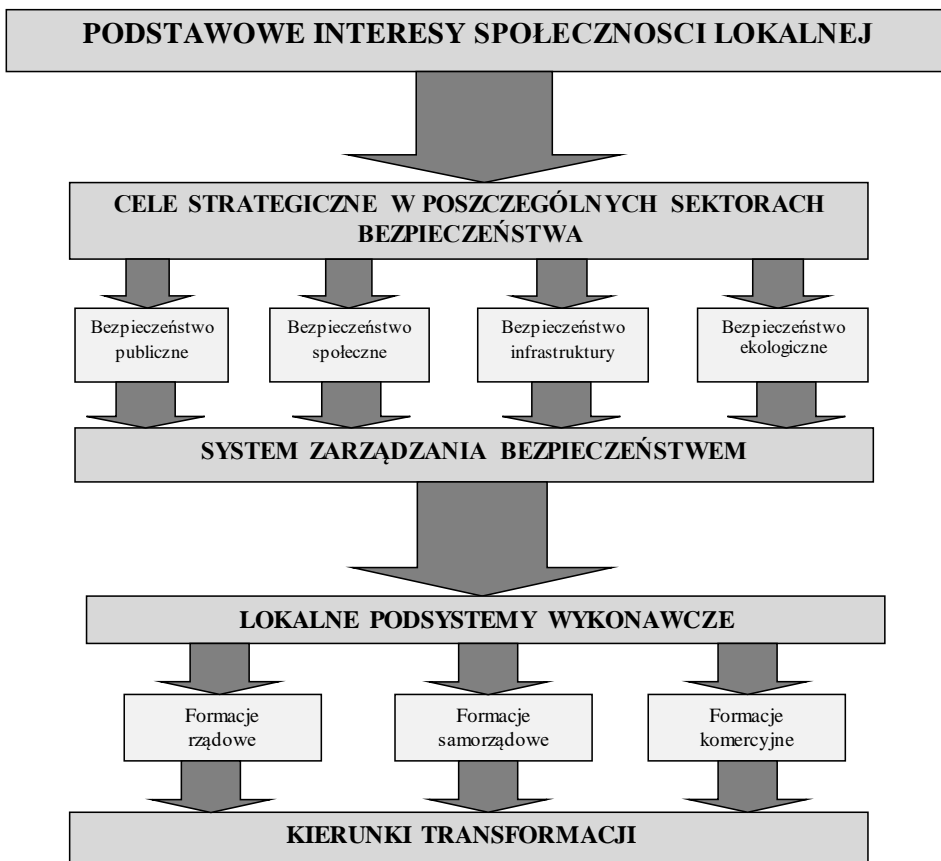 PODSTAWOWE INTERESY SPOŁECZNOSCI LOKALNEJ
CELE STRATEGICZNE W POSZCZEGÓLNYCH SEKTORACH
BEZPIECZEŃSTWA
Bezpieczeństwo
publiczne
Bezpieczeństwo
społeczne
Bezpieczeństwo
infrastruktury
Bezpieczeństwo
ekologiczne
SYSTEM ZARZĄDZANIA BEZPIECZEŃSTWEM
LOKALNE PODSYSTEMY WYKONAWCZE
Formacje
rządowe
Formacje
samorządowe
Formacje
komercyjne
KIERUNKI TRANSFORMACJI